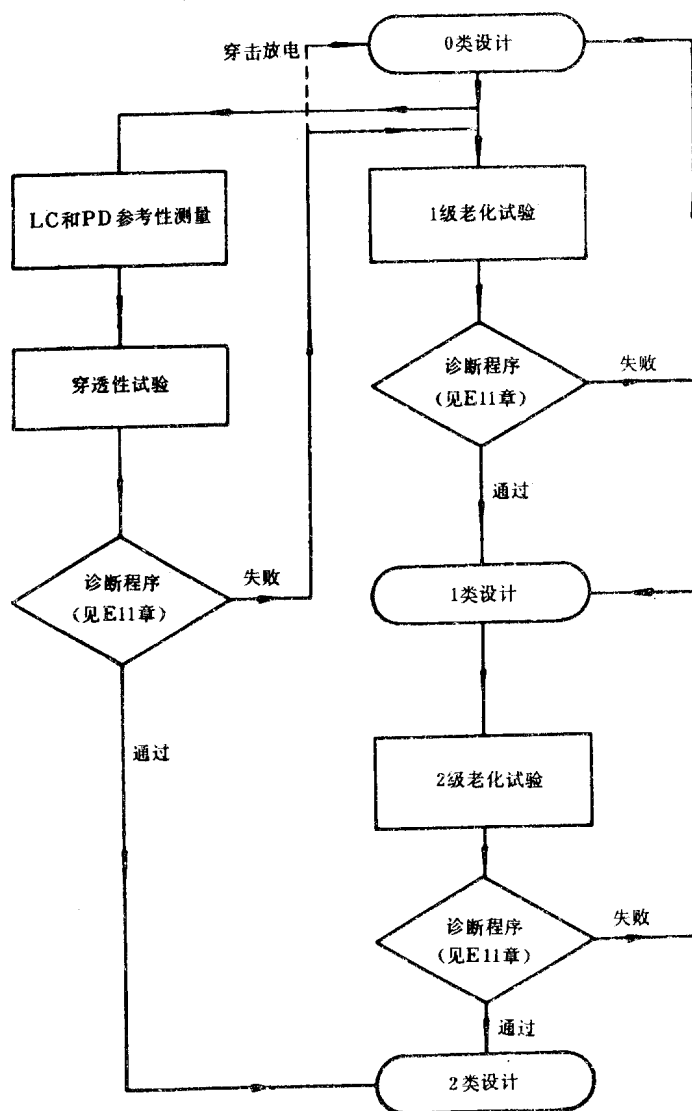 穿击放电
0类设计
LC和PD参考性测量
1级老化试验
穿透性试验
诊断程序
(见E11章)
失败
通过
诊断程序
(见E11章)
失败
1类设计
通过
2级老化试验
诊断程序
(见E11章)
失败
通过
2类设计